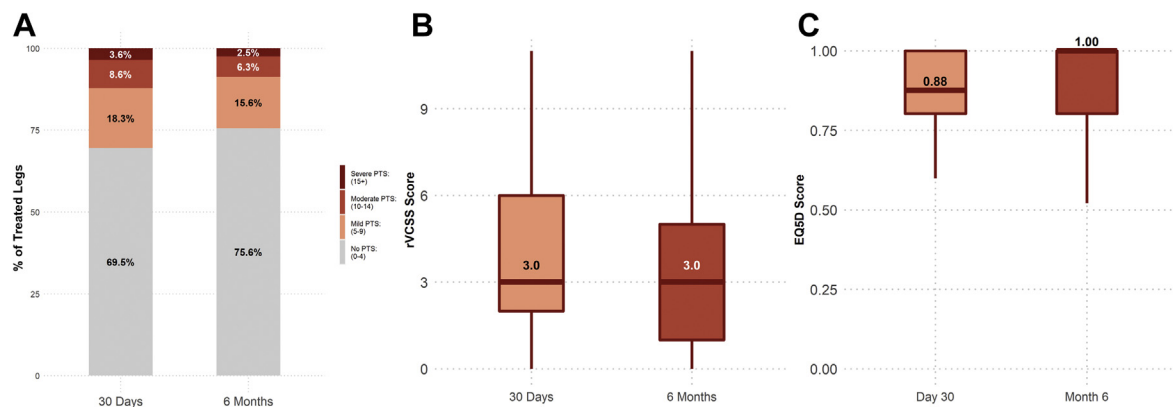 A
% of Treated Legs
100
75
50
25
0
3.6%
8.6%
18.3%
69.5%
2.5%
6.3%
15.6%
75.6%
30 Days
6 Months
Severe PTS:
(15+)
Moderate PTS:
(10-14)
Mild PTS:
(5-9)
No PTS:
(0-4)
B
rVCSS Score
9
6
3
0
3.0
3.0
30 Days
6 Months
C
EQ5D Score
1.00
0.75
0.50
0.25
0.00
0.88
1.00
Day 30
Month 6